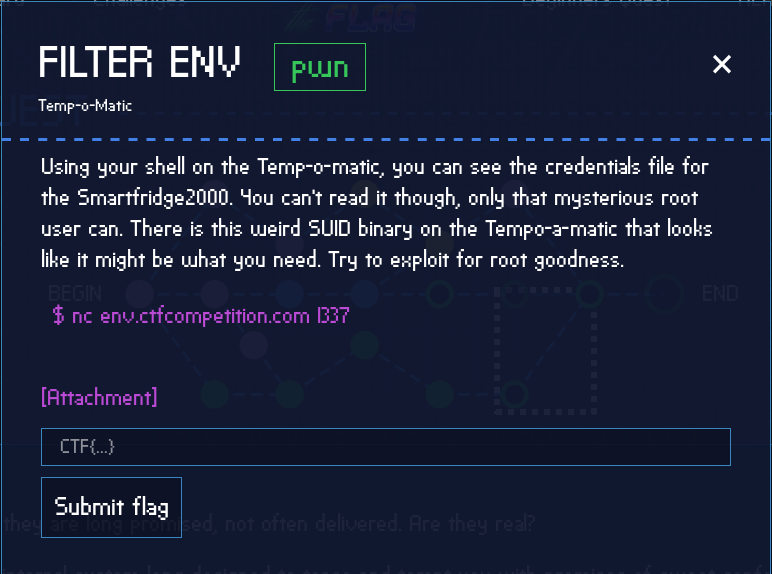 FILTER ENV
pwn
×
Temp-o-Matic
Using your shell on the Temp-o-matic, you can see the credentials file for
the Smartfridge2000. You can't read it though, only that mysterious root
user can. There is this weird SUID binary on the Tempo-a-matic that looks
like it might be what you need. Try to exploit for root goodness.
BEGIN
END
$ nc env.ctfcompetition.com 1337
[Attachment]
CTF{...}
Submit flag
they are long promised, not often delivered. Are they real?